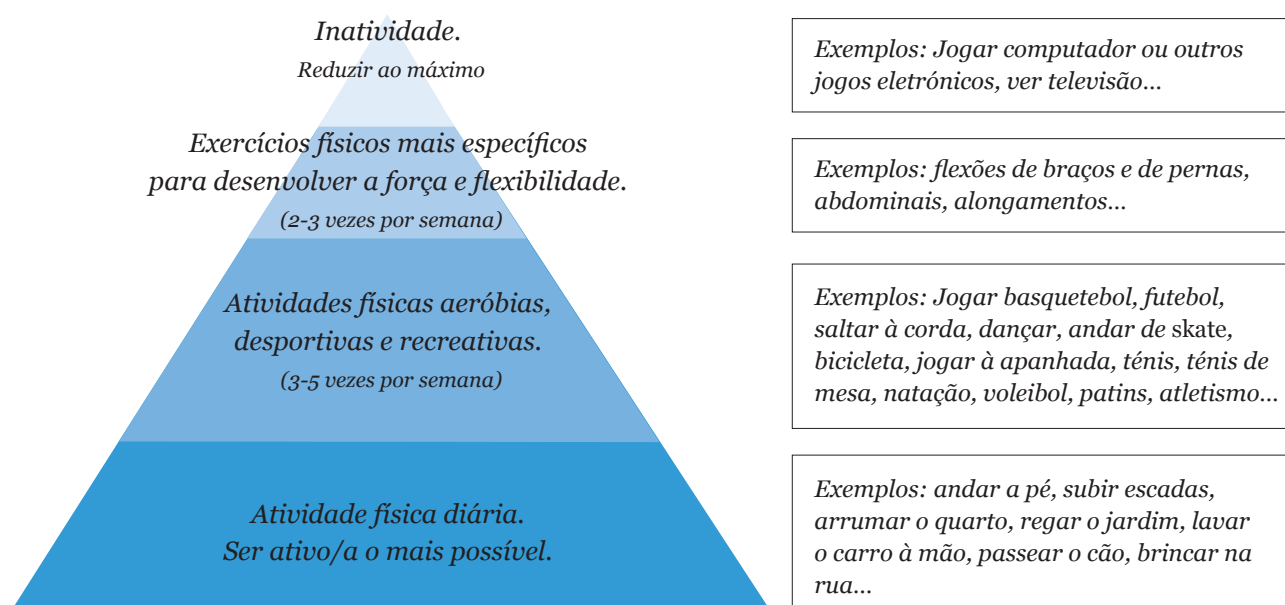 Inatividade.
Reduzir ao máximo
Exemplos: Jogar computador ou outros
jogos eletrónicos, ver televisão...
Exercícios físicos mais específicos
para desenvolver a força e flexibilidade.
(2-3 vezes por semana)
Exemplos: flexões de braços e de pernas,
abdominais, alongamentos...
Atividades físicas aeróbias,
desportivas e recreativas.
(3-5 vezes por semana)
Exemplos: Jogar basquetebol, futebol,
saltar à corda, dançar, andar de skate,
bicicleta, jogar à apanhada, ténis, ténis de
mesa, natação, voleibol, patins, atletismo...
Atividade física diária.
Ser ativo/a o mais possível.
Exemplos: andar a pé, subir escadas,
arrumar o quarto, regar o jardim, lavar
o carro à mão, passear o cão, brincar na
rua...